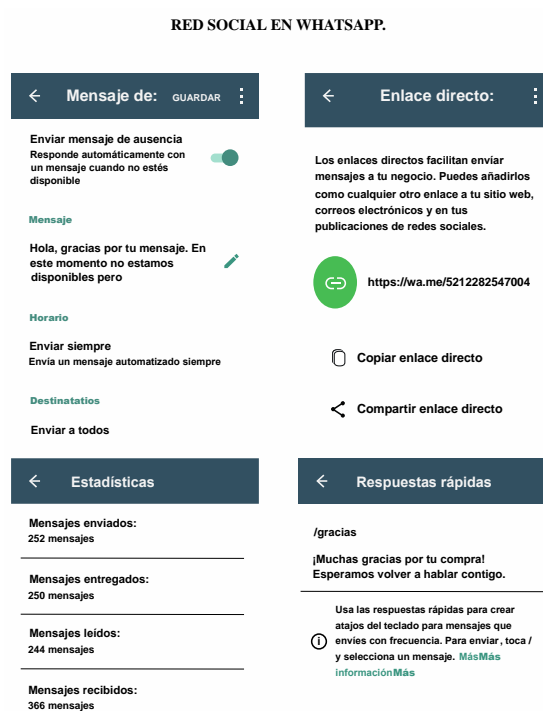 RED SOCIAL EN WHATSAPP.
Mensaje de: GUARDAR
Enviar mensaje de ausencia
Responde automáticamente con
un mensaje cuando no estés
disponible
Mensaje
Hola, gracias por tu mensaje. En
este momento no estamos
disponibles pero
Horario
Enviar siempre
Envía un mensaje automatizado siempre
Destinatatios
Enviar a todos
Enlace directo:
Los enlaces directos facilitan envíar
mensajes a tu negocio. Puedes añadirlos
como cualquier otro enlace a tu sitio web,
correos electrónicos y en tus
publicaciones de redes sociales.
https://wa.me/5212282547004
Copiar enlace directo
Compartir enlace directo
Estadísticas
Mensajes enviados:
252 mensajes
Mensajes entregados:
250 mensajes
Mensajes leídos:
244 mensajes
Mensajes recibidos:
366 mensajes
Respuestas rápidas
/gracias
¡Muchas gracias por tu compra!
Esperamos volver a hablar contigo.
Usa las respuestas rápidas para crear
atajos del teclado para mensajes que
envíes con frecuencia. Para enviar, toca /
y selecciona un mensaje. MásMás
informaciónMás